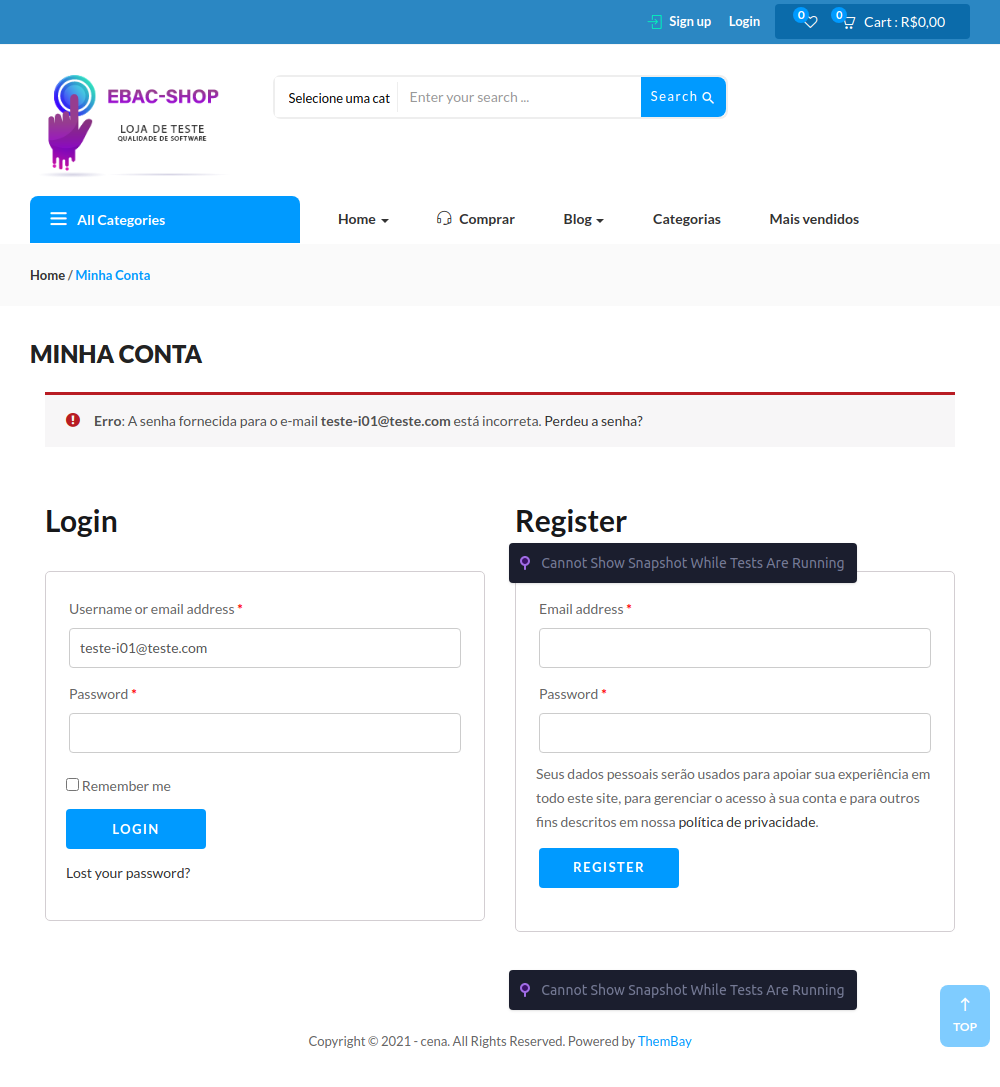 Sign up
Login
0
0
Cart : R$0,00
EBAC-SHOP
LOJA DE TESTE
QUALIDADE DE SOFTWARE
Selecione uma cat
Enter your search ...
Search
All Categories
Home
Comprar
Blog
Categorias
Mais vendidos
Home / Minha Conta
MINHA CONTA
Erro: A senha fornecida para o e-mail teste-i01@teste.com está incorreta. Perdeu a senha?
Login
Username or email address *
teste-i01@teste.com
Password *
Remember me
LOGIN
Lost your password?
Register
Cannot Show Snapshot While Tests Are Running
Email address *
Password *
Seus dados pessoais serão usados para apoiar sua experiência em
todo este site, para gerenciar o acesso à sua conta e para outros
fins descritos em nossa política de privacidade.
REGISTER
Cannot Show Snapshot While Tests Are Running
TOP
Copyright © 2021 - cena. All Rights Reserved. Powered by ThemBay